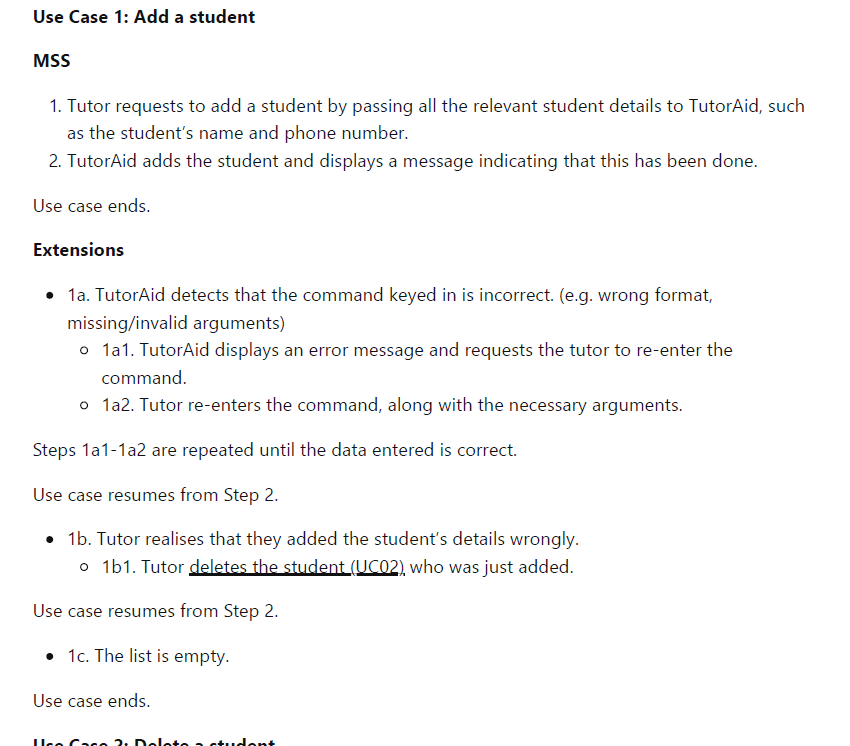 Use Case 1: Add a student
MSS
1. Tutor requests to add a student by passing all the relevant student details to TutorAid, such
as the student’s name and phone number.
2. TutorAid adds the student and displays a message indicating that this has been done.
Use case ends.
Extensions
• 1a. TutorAid detects that the command keyed in is incorrect. (e.g. wrong format,
missing/invalid arguments)
○ 1a1. TutorAid displays an error message and requests the tutor to re-enter the
command.
○ 1a2. Tutor re-enters the command, along with the necessary arguments.
Steps 1a1-1a2 are repeated until the data entered is correct.
Use case resumes from Step 2.
• 1b. Tutor realises that they added the student’s details wrongly.
○ 1b1. Tutor deletes the student (UC02) who was just added.
Use case resumes from Step 2.
• 1c. The list is empty.
Use case ends.
Use Case 2: Delete a student